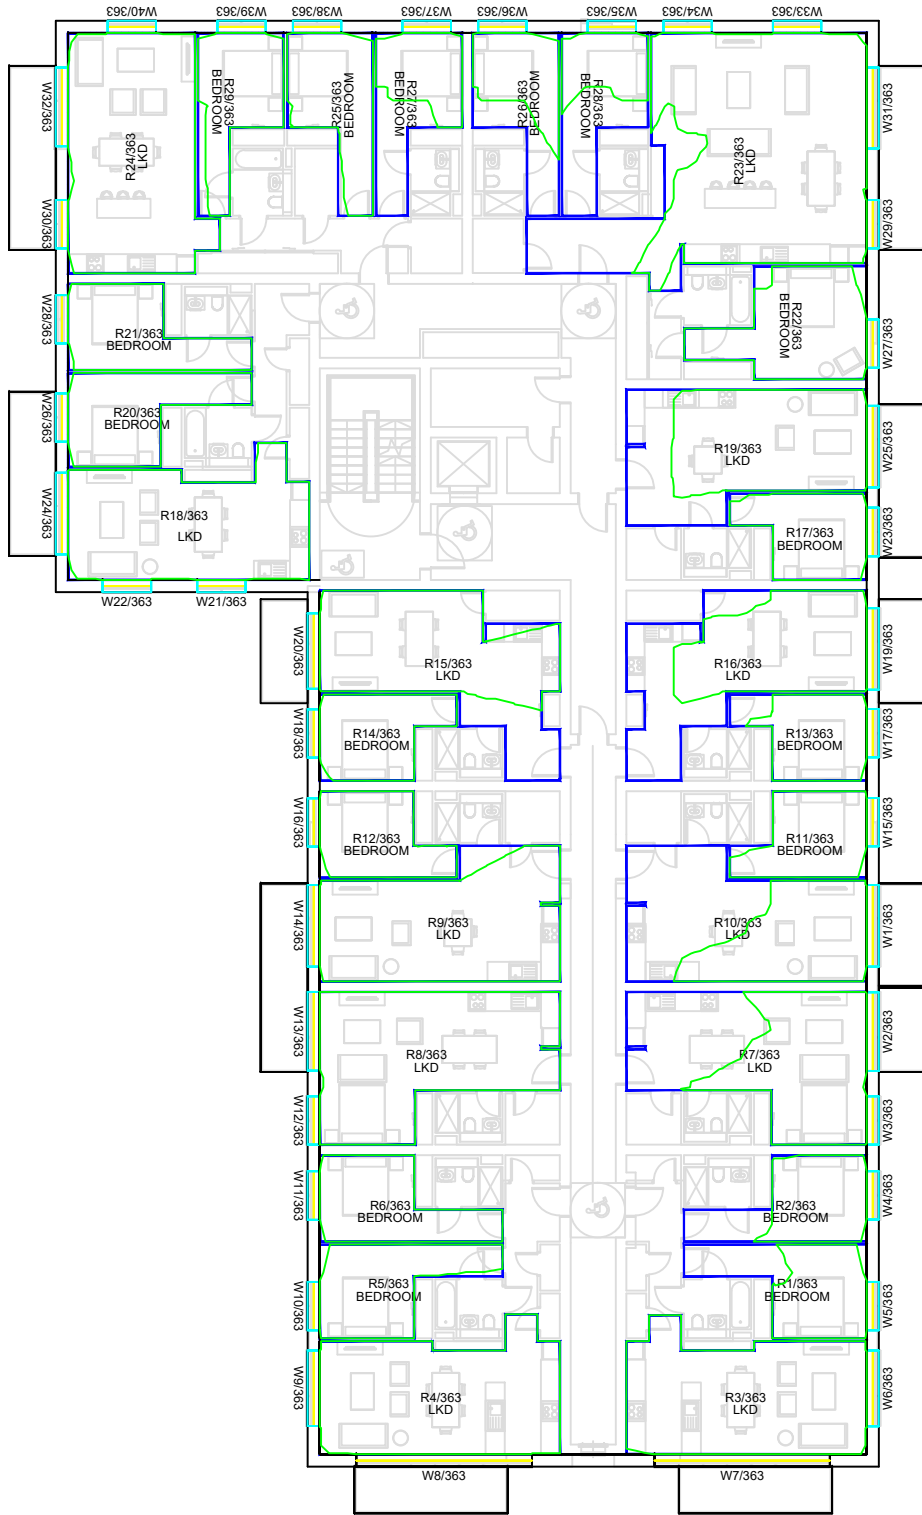 W40/363
W39/363
W38/363
W37/363
W36/363
W35/363
W34/363
W33/363
W32/363
W31/363
R24/363
LKD
R29/363
BEDROOM
R25/363
BEDROOM
R27/363
BEDROOM
R26/363
BEDROOM
R28/363
BEDROOM
R23/363
LKD
W30/363
W29/363
W28/363
R21/363
BEDROOM
R22/363
BEDROOM
W27/363
W26/363
R20/363
BEDROOM
R19/363
LKD
W25/363
W24/363
R18/363
LKD
R17/363
BEDROOM
W23/363
W22/363
W21/363
W20/363
R15/363
LKD
R16/363
LKD
W19/363
W18/363
R14/363
BEDROOM
R13/363
BEDROOM
W17/363
W16/363
R12/363
BEDROOM
R11/363
BEDROOM
W15/363
W14/363
R9/363
LKD
R10/363
LKD
W1/363
W13/363
R8/363
LKD
R7/363
LKD
W2/363
W12/363
W3/363
W11/363
R6/363
BEDROOM
R2/363
BEDROOM
W4/363
W10/363
R5/363
BEDROOM
R1/363
BEDROOM
W5/363
W9/363
R4/363
LKD
R3/363
LKD
W6/363
W8/363
W7/363